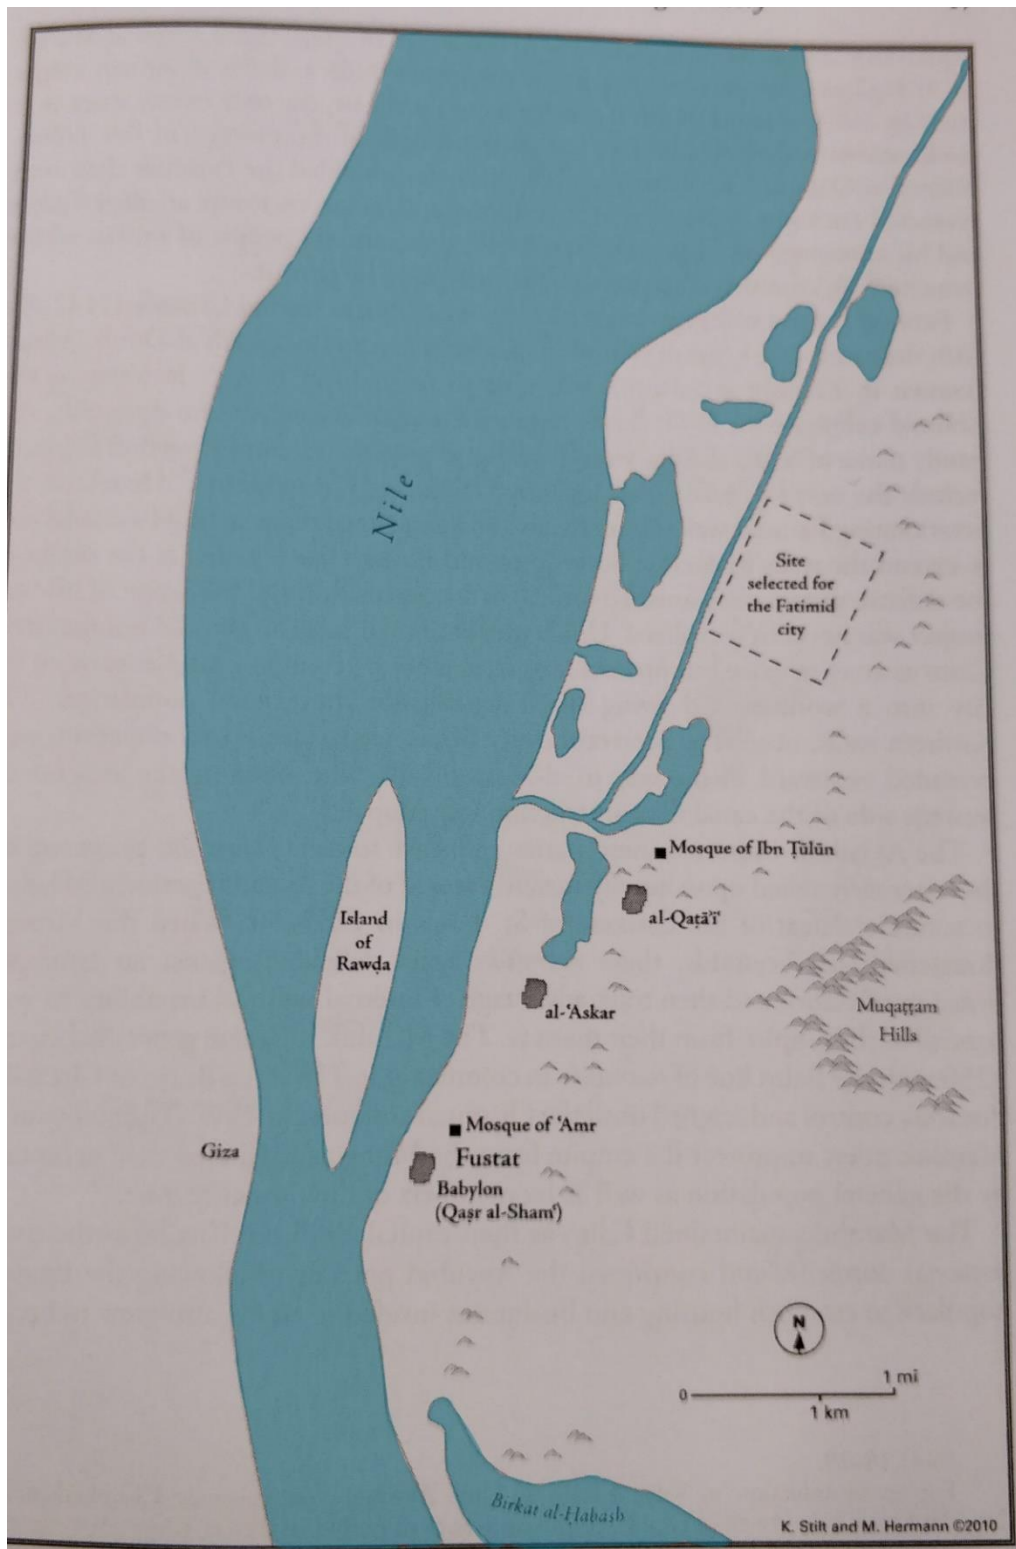 Nile
Site
selected for
the Fatimid
city
Mosque of Ibn Ṭūlūn
al-Qaṭāʾiʿ
Island
of
Rawḍa
al-ʿAskar
Muqaṭṭam
Hills
Mosque of ʿAmr
Giza
Fustat
Babylon
(Qaṣr al-Shamʿ)
N
1 mi
0
1 km
Birkat al-Ḥabash
K. Stilt and M. Hermann ©2010